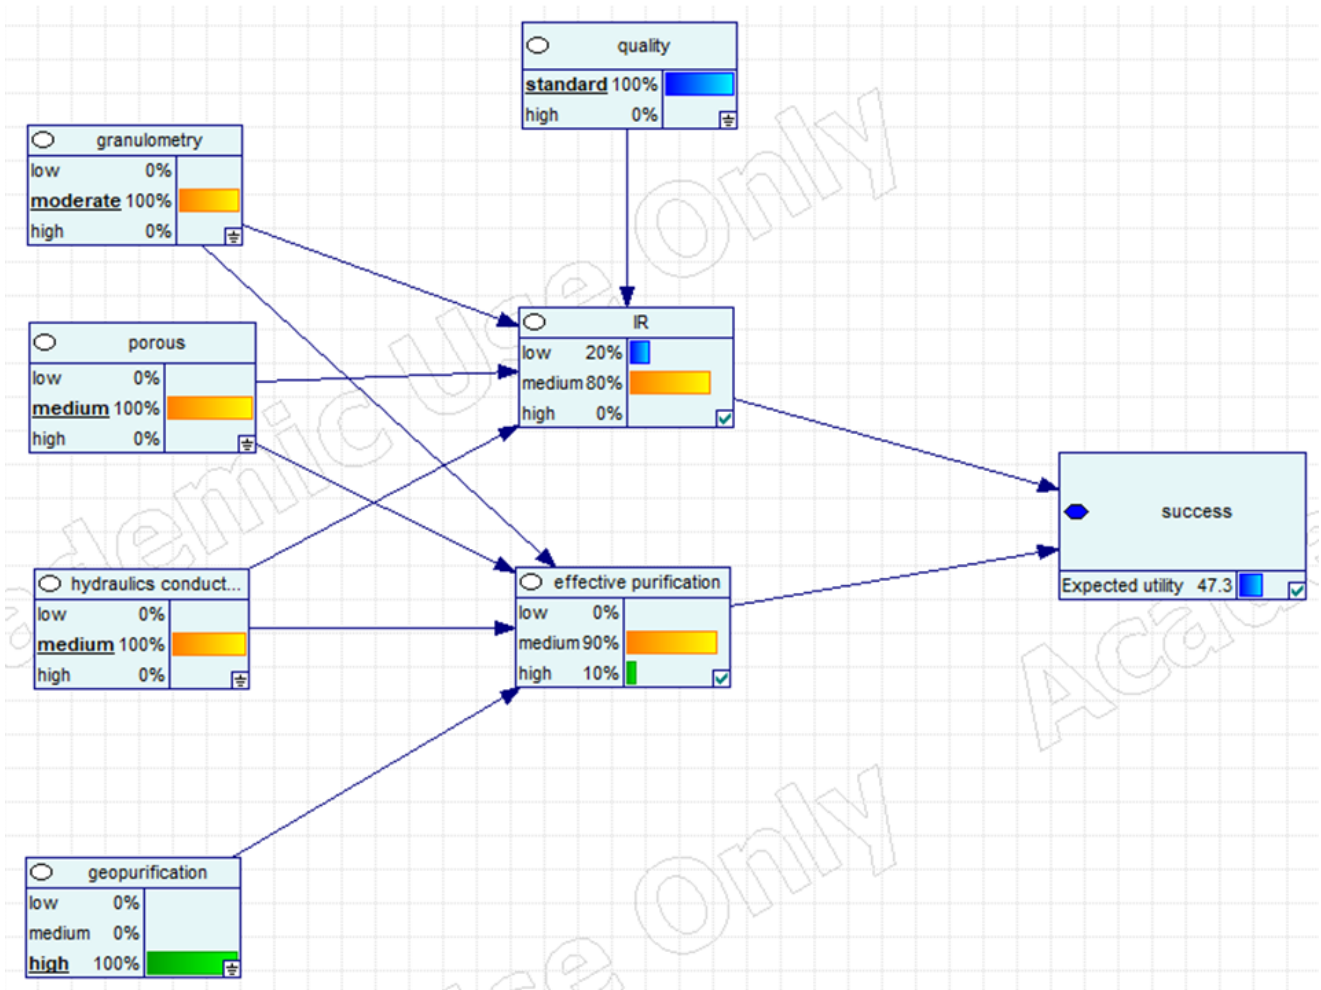 quality
standard 100%
high 0%
granulometry
low 0%
moderate 100%
high 0%
IR
low 20%
medium 80%
high 0%
porous
low 0%
medium 100%
high 0%
success
Expected utility 47.3
hydraulics conduct...
low 0%
medium 100%
high 0%
effective purification
low 0%
medium 90%
high 10%
geopurification
low 0%
medium 0%
high 100%
ademic Use Only
Acad
se Only